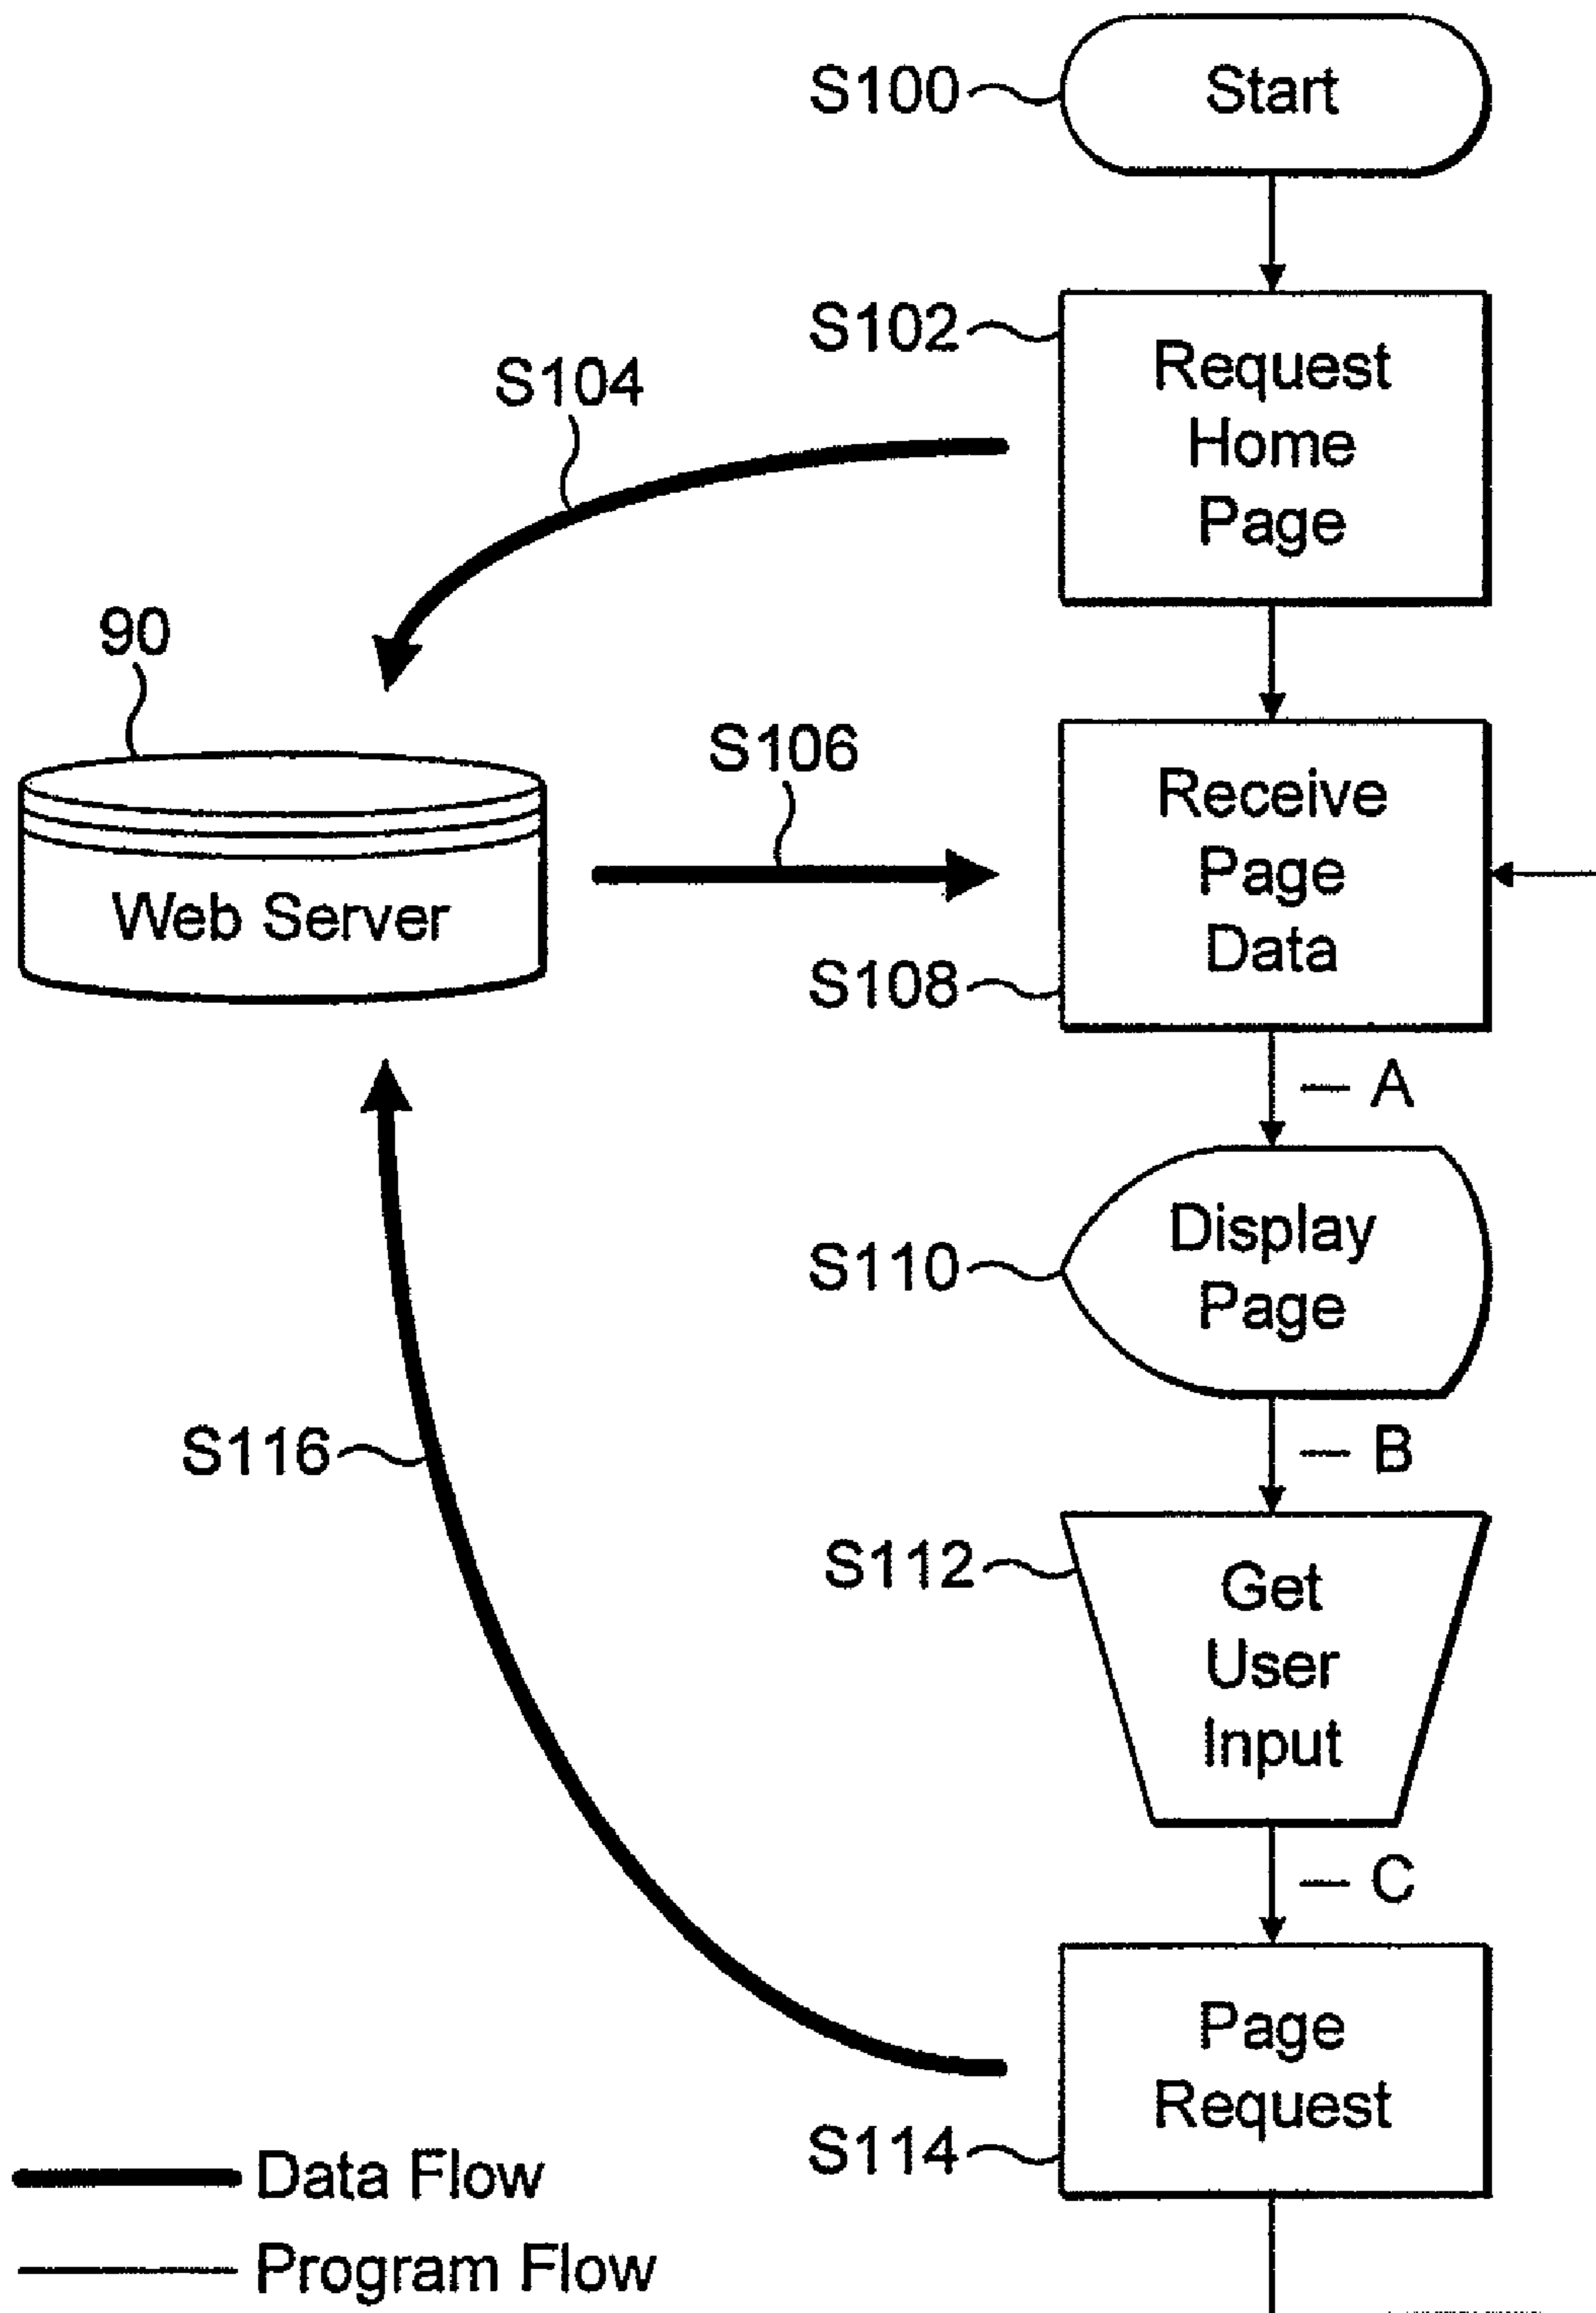 S100
Start
S102
Request
Home
Page
S104
90
Web Server
S106
Receive
Page
Data
S108
A
Display
Page
S110
B
S116
S112
Get
User
Input
C
Page
Request
S114
Data Flow
Program Flow